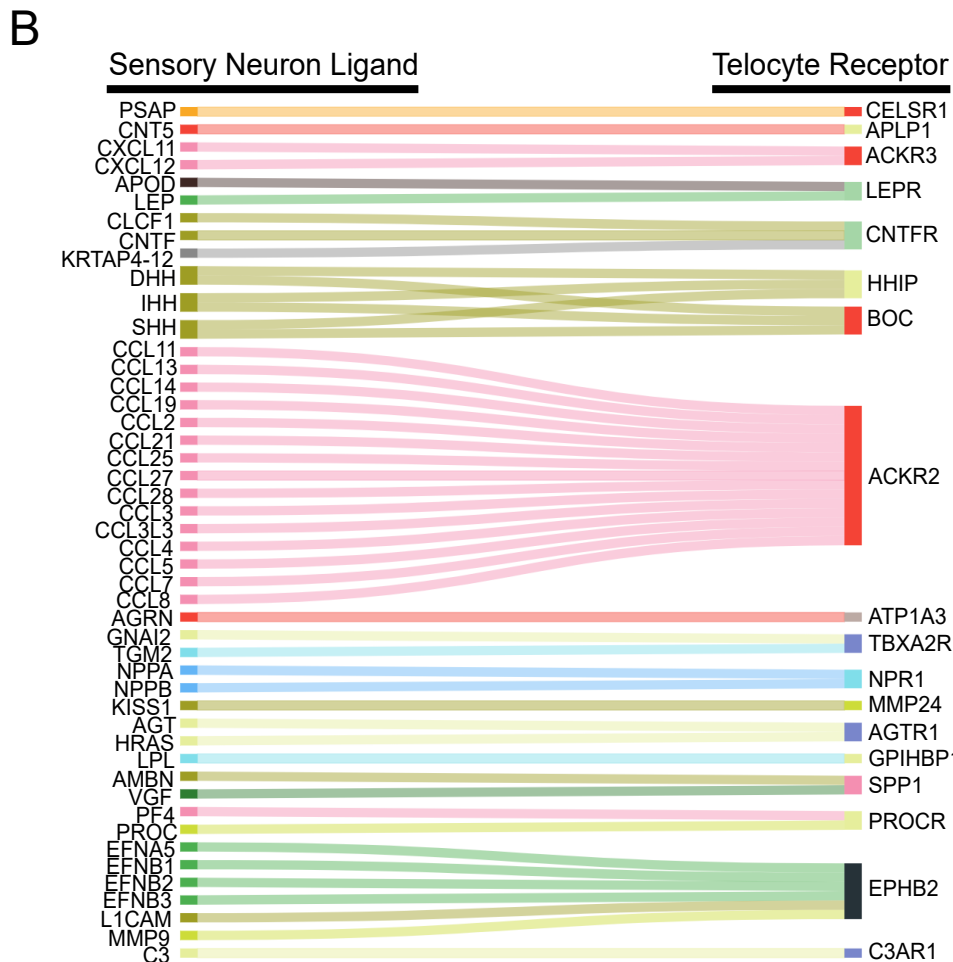 B
Sensory Neuron Ligand
Telocyte Receptor
PSAP
CNT5
CXCL11
CXCL12
APOD
LEP
CLCF1
CNTF
KRTAP4-12
DHH
IHH
SHH
CCL11
CCL13
CCL14
CCL19
CCL2
CCL21
CCL25
CCL27
CCL28
CCL3
CCL3L3
CCL4
CCL5
CCL7
CCL8
AGRN
GNAI2
TGM2
NPPA
NPPB
KISS1
AGT
HRAS
LPL
AMBN
VGF
PF4
PROC
EFNA5
EFNB1
EFNB2
EFNB3
L1CAM
MMP9
C3
CELSR1
APLP1
ACKR3
LEPR
CNTFR
HHIP
BOC
ACKR2
ATP1A3
TBXA2R
NPR1
MMP24
AGTR1
GPIHBP1
SPP1
PROCR
EPHB2
C3AR1